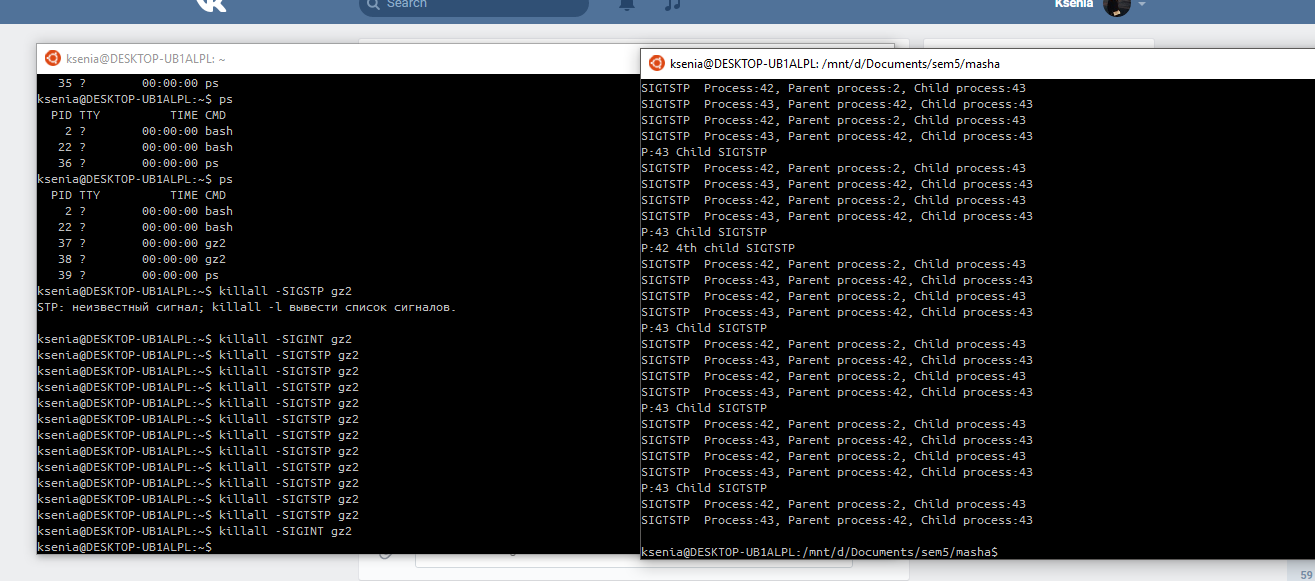 Search
Ksenia
ksenia@DESKTOP-UB1ALPL: ~
35 ? 00:00:00 ps
ksenia@DESKTOP-UB1ALPL:~$ ps
PID TTY TIME CMD
2 ? 00:00:00 bash
22 ? 00:00:00 bash
36 ? 00:00:00 ps
ksenia@DESKTOP-UB1ALPL:~$ ps
PID TTY TIME CMD
2 ? 00:00:00 bash
22 ? 00:00:00 bash
37 ? 00:00:00 gz2
38 ? 00:00:00 gz2
39 ? 00:00:00 ps
ksenia@DESKTOP-UB1ALPL:~$ killall -SIGSTP gz2
STP: неизвестный сигнал; killall -l вывести список сигналов.
ksenia@DESKTOP-UB1ALPL:~$ killall -SIGINT gz2
ksenia@DESKTOP-UB1ALPL:~$ killall -SIGTSTP gz2
ksenia@DESKTOP-UB1ALPL:~$ killall -SIGTSTP gz2
ksenia@DESKTOP-UB1ALPL:~$ killall -SIGTSTP gz2
ksenia@DESKTOP-UB1ALPL:~$ killall -SIGTSTP gz2
ksenia@DESKTOP-UB1ALPL:~$ killall -SIGTSTP gz2
ksenia@DESKTOP-UB1ALPL:~$ killall -SIGTSTP gz2
ksenia@DESKTOP-UB1ALPL:~$ killall -SIGTSTP gz2
ksenia@DESKTOP-UB1ALPL:~$ killall -SIGTSTP gz2
ksenia@DESKTOP-UB1ALPL:~$ killall -SIGTSTP gz2
ksenia@DESKTOP-UB1ALPL:~$ killall -SIGTSTP gz2
ksenia@DESKTOP-UB1ALPL:~$ killall -SIGTSTP gz2
ksenia@DESKTOP-UB1ALPL:~$ killall -SIGINT gz2
ksenia@DESKTOP-UB1ALPL:~$
ksenia@DESKTOP-UB1ALPL: /mnt/d/Documents/sem5/masha
SIGTSTP Process:42, Parent process:2, Child process:43
SIGTSTP Process:43, Parent process:42, Child process:43
SIGTSTP Process:42, Parent process:2, Child process:43
SIGTSTP Process:43, Parent process:42, Child process:43
P:43 Child SIGTSTP
SIGTSTP Process:42, Parent process:2, Child process:43
SIGTSTP Process:43, Parent process:42, Child process:43
SIGTSTP Process:42, Parent process:2, Child process:43
SIGTSTP Process:43, Parent process:42, Child process:43
P:43 Child SIGTSTP
P:42 4th child SIGTSTP
SIGTSTP Process:42, Parent process:2, Child process:43
SIGTSTP Process:43, Parent process:42, Child process:43
SIGTSTP Process:42, Parent process:2, Child process:43
SIGTSTP Process:43, Parent process:42, Child process:43
P:43 Child SIGTSTP
SIGTSTP Process:42, Parent process:2, Child process:43
SIGTSTP Process:43, Parent process:42, Child process:43
SIGTSTP Process:42, Parent process:2, Child process:43
SIGTSTP Process:43, Parent process:42, Child process:43
P:43 Child SIGTSTP
SIGTSTP Process:42, Parent process:2, Child process:43
SIGTSTP Process:43, Parent process:42, Child process:43
SIGTSTP Process:42, Parent process:2, Child process:43
SIGTSTP Process:43, Parent process:42, Child process:43
P:43 Child SIGTSTP
SIGTSTP Process:42, Parent process:2, Child process:43
SIGTSTP Process:43, Parent process:42, Child process:43
ksenia@DESKTOP-UB1ALPL:/mnt/d/Documents/sem5/masha$
59